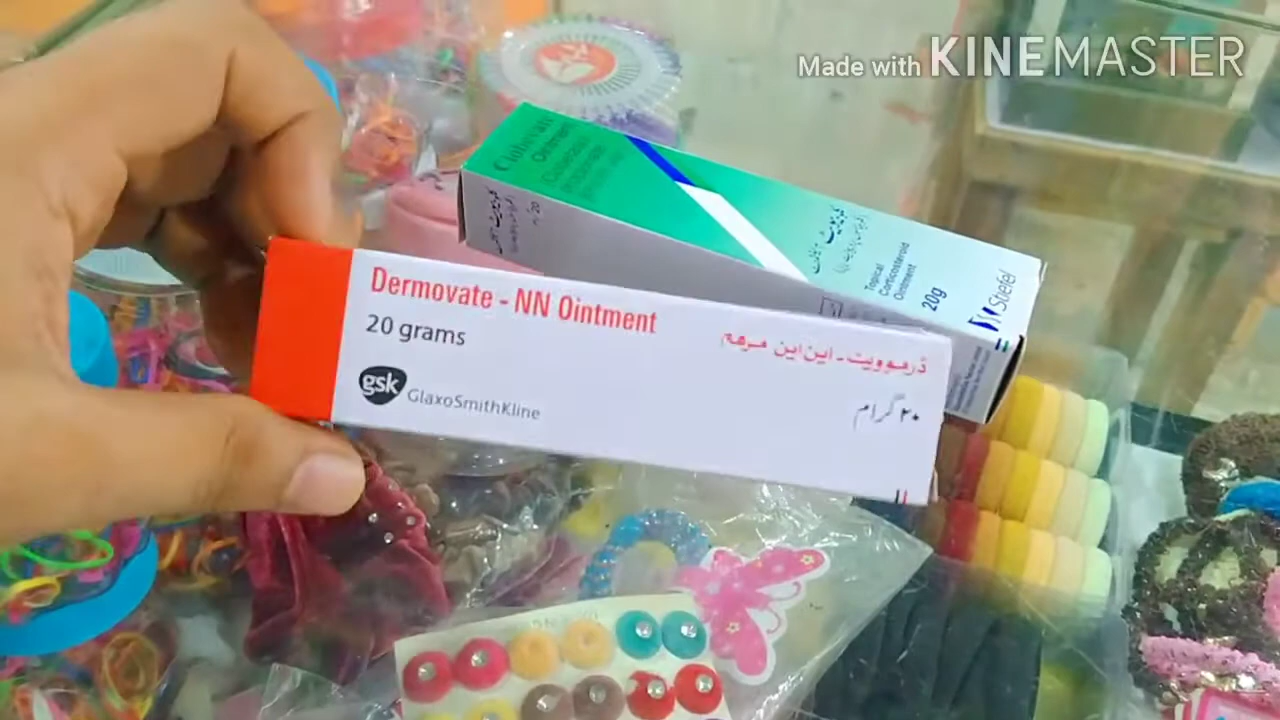 Made with KINEMASTER
Ointment
Topical
Corticosteroid
Ointment
20g
Stiefel
Dermovate - NN Ointment
20 grams
gsk GlaxoSmithKline
ڈرموویٹ - این این مرہم
۲۰ گرام